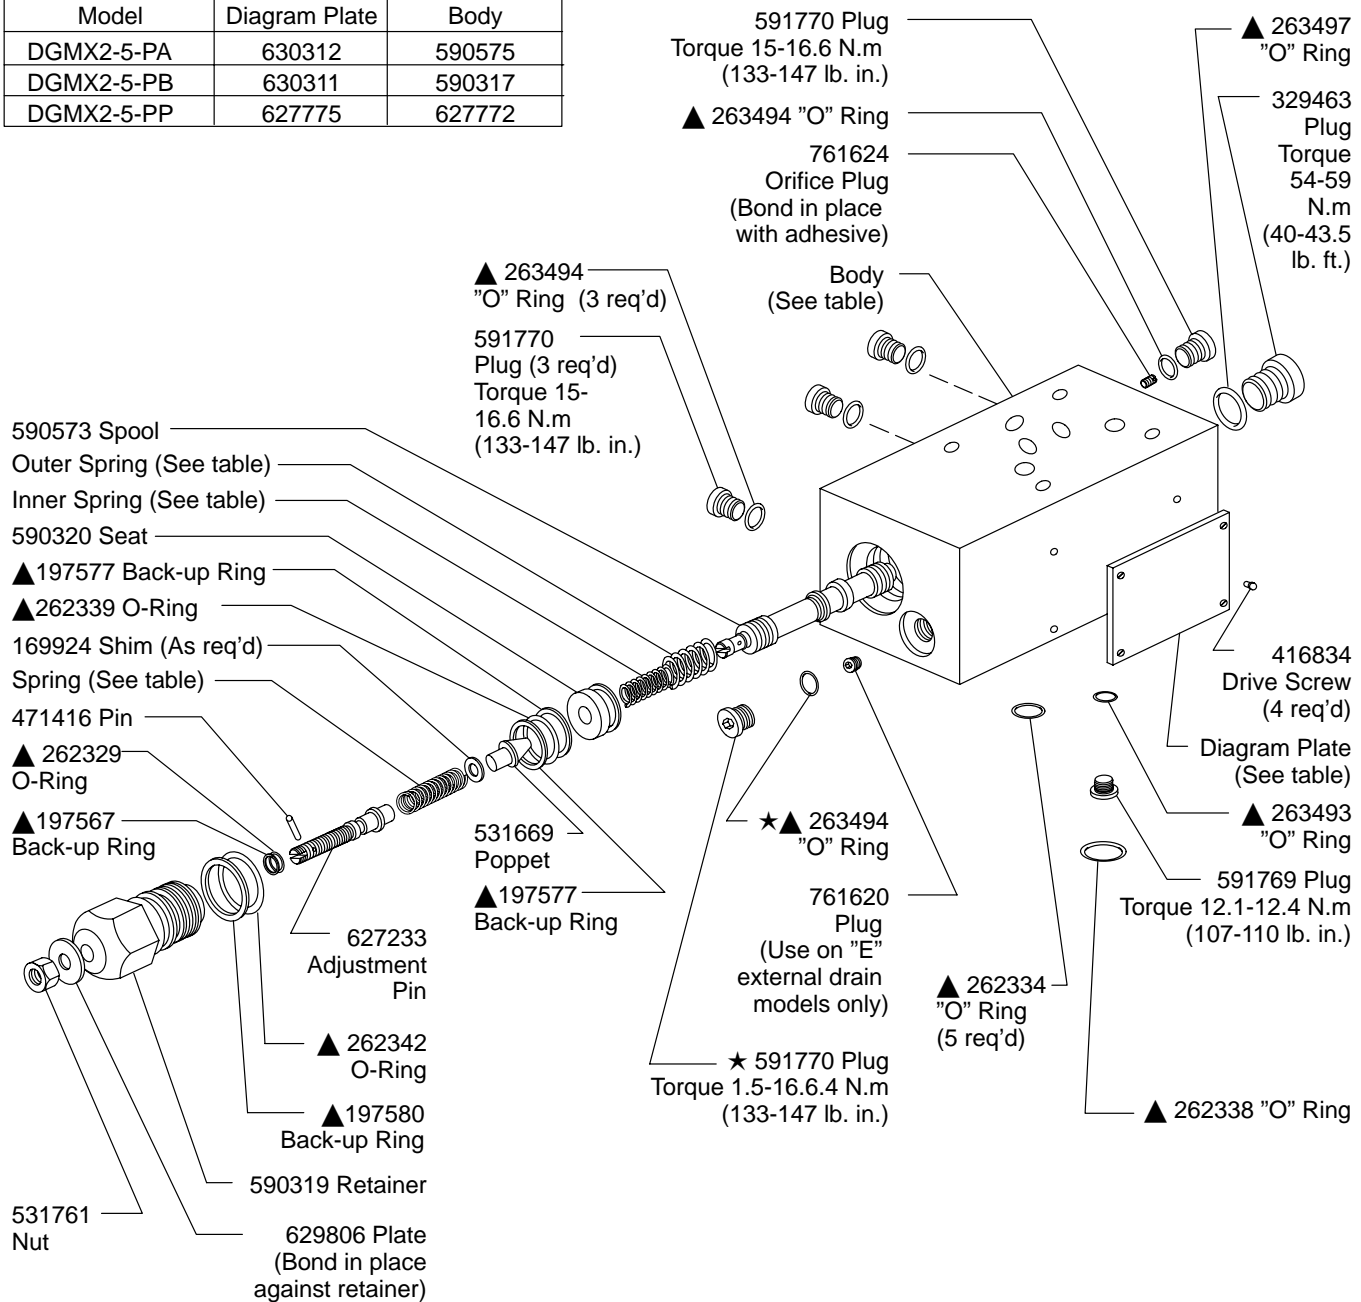 Model Diagram Plate Body
DGMX2-5-PA 630312 590575
DGMX2-5-PB 630311 590317
DGMX2-5-PP 627775 627772
591770 Plug
Torque 15-16.6 N.m
(133-147 lb. in.)
▲ 263494 ”O” Ring
761624
Orifice Plug
(Bond in place
with adhesive)
Body
(See table)
▲ 263497
”O” Ring
329463
Plug
Torque
54-59
N.m
(40-43.5
lb. ft.)
▲ 263494
”O” Ring (3 req’d)
591770
Plug (3 req’d)
Torque 15-
16.6 N.m
(133-147 lb. in.)
590573 Spool
Outer Spring (See table)
Inner Spring (See table)
590320 Seat
▲197577 Back-up Ring
▲262339 O-Ring
169924 Shim (As req’d)
Spring (See table)
471416 Pin
▲ 262329
O-Ring
▲197567
Back-up Ring
531669
Poppet
▲197577
Back-up Ring
627233
Adjustment
Pin
▲ 262342
O-Ring
▲197580
Back-up Ring
590319 Retainer
531761
Nut
629806 Plate
(Bond in place
against retainer)
★▲ 263494
”O” Ring
761620
Plug
(Use on ”E”
external drain
models only)
★ 591770 Plug
Torque 1.5-16.6.4 N.m
(133-147 lb. in.)
▲ 262334
”O” Ring
(5 req’d)
416834
Drive Screw
(4 req’d)
Diagram Plate
(See table)
▲ 263493
”O” Ring
591769 Plug
Torque 12.1-12.4 N.m
(107-110 lb. in.)
▲ 262338 ”O” Ring